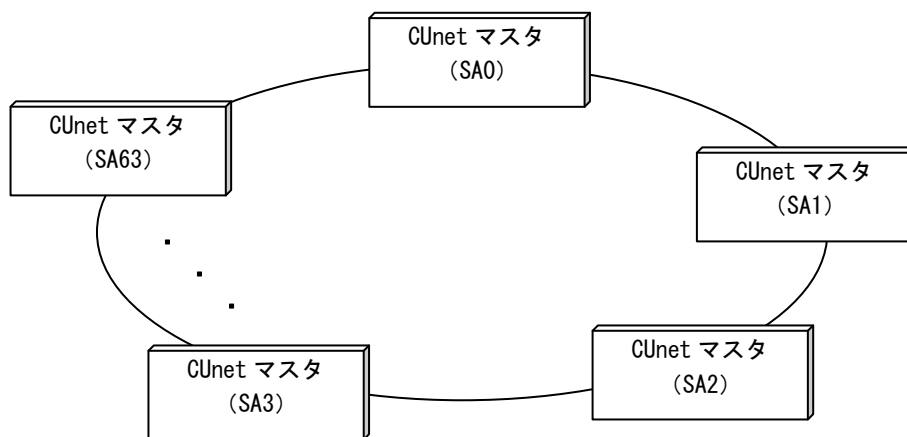 CUnet マスタ
（SA0）
CUnet マスタ
（SA63）
CUnet マスタ
（SA1）
CUnet マスタ
（SA2）
CUnet マスタ
（SA3）